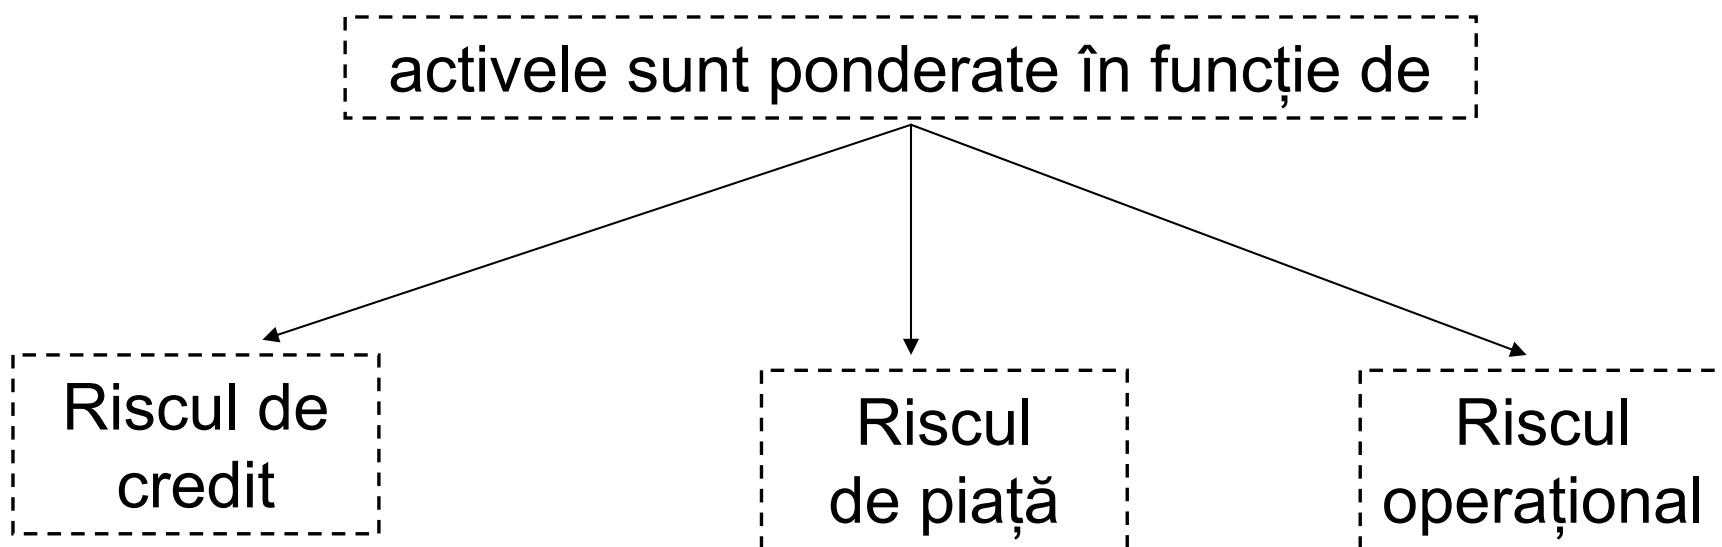 activele sunt ponderate în funcție de
Riscul de
credit
Riscul
de piață
Riscul
operațional